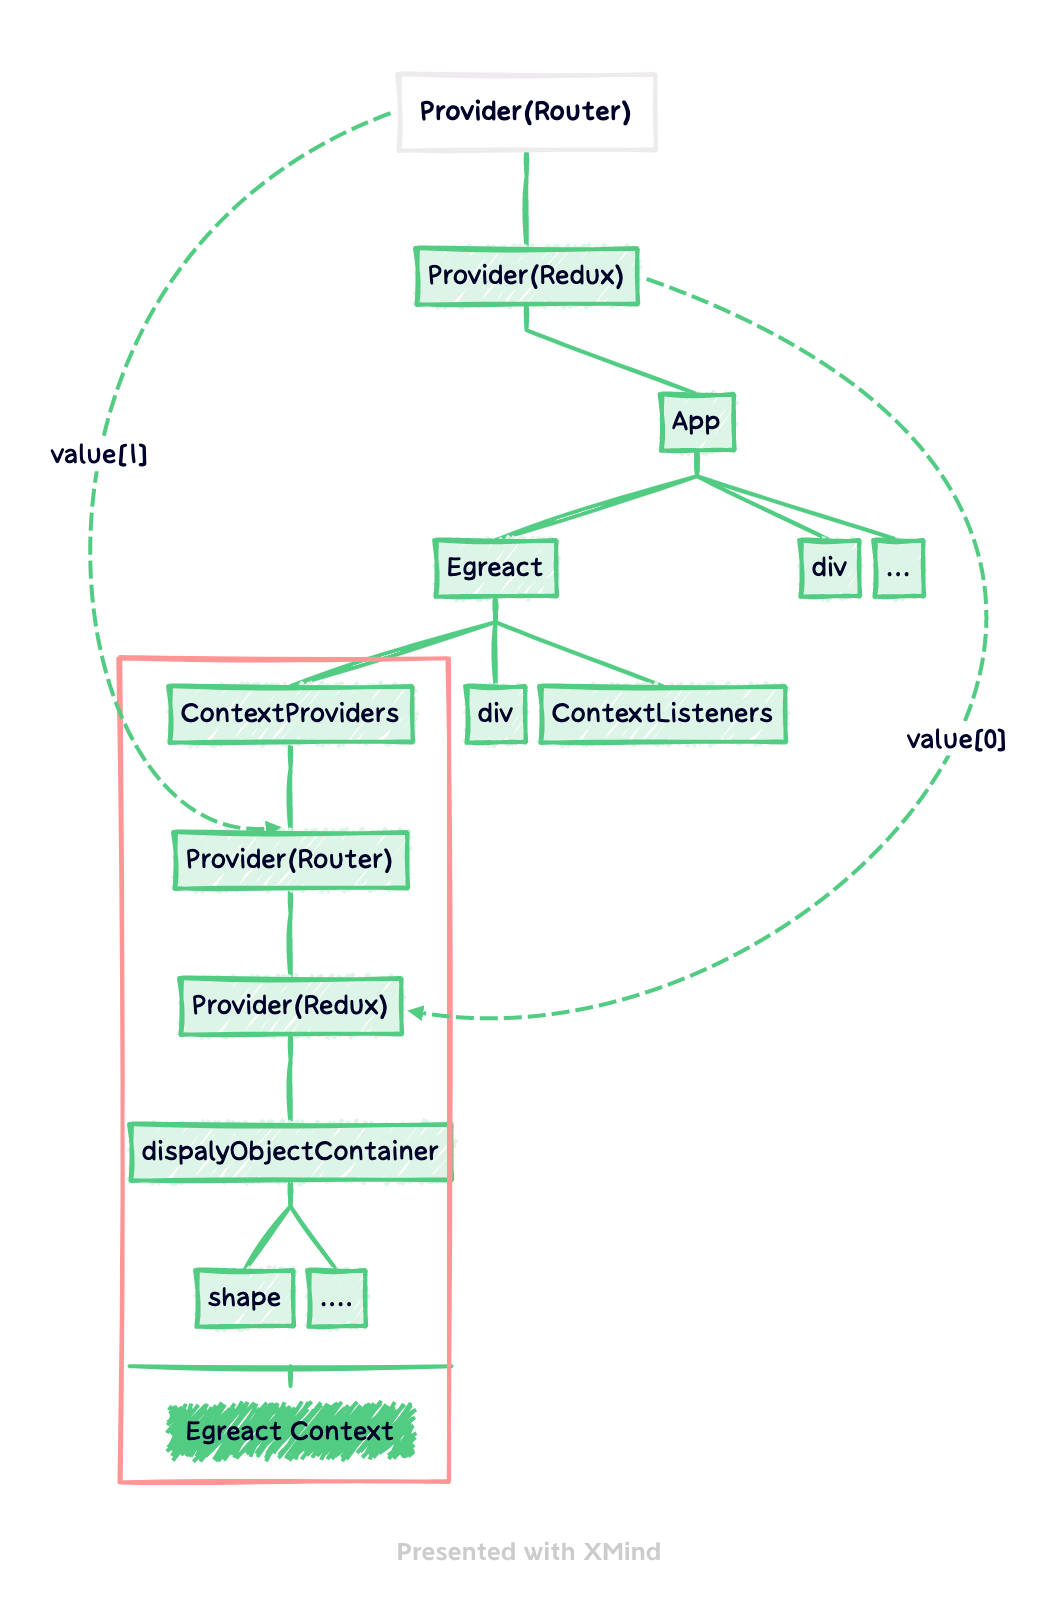 Provider(Router)
Provider(Redux)
App
value[1]
Egreact
div
...
ContextProviders
div
ContextListeners
value[0]
Provider(Router)
Provider(Redux)
dispalyObjectContainer
shape
....
Egreact Context
Presented with XMind